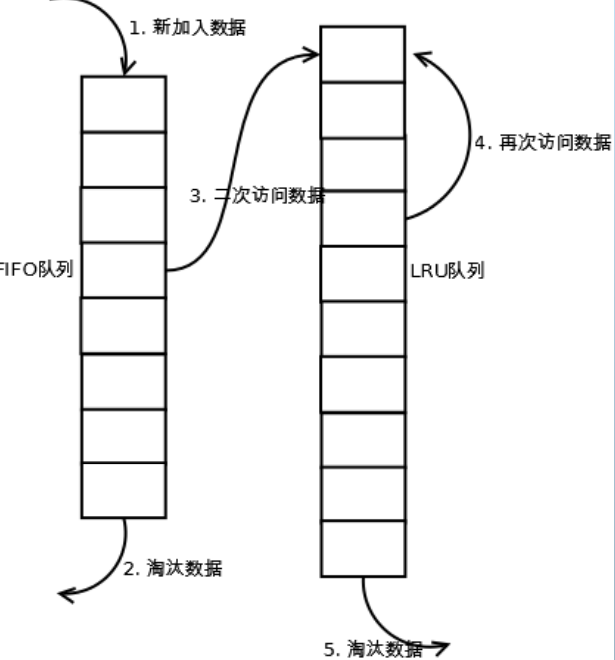 1. 新加入数据
4. 再次访问数据
3. 二次访问数据
FIFO队列
LRU队列
2. 淘汰数据
5. 淘汰数据